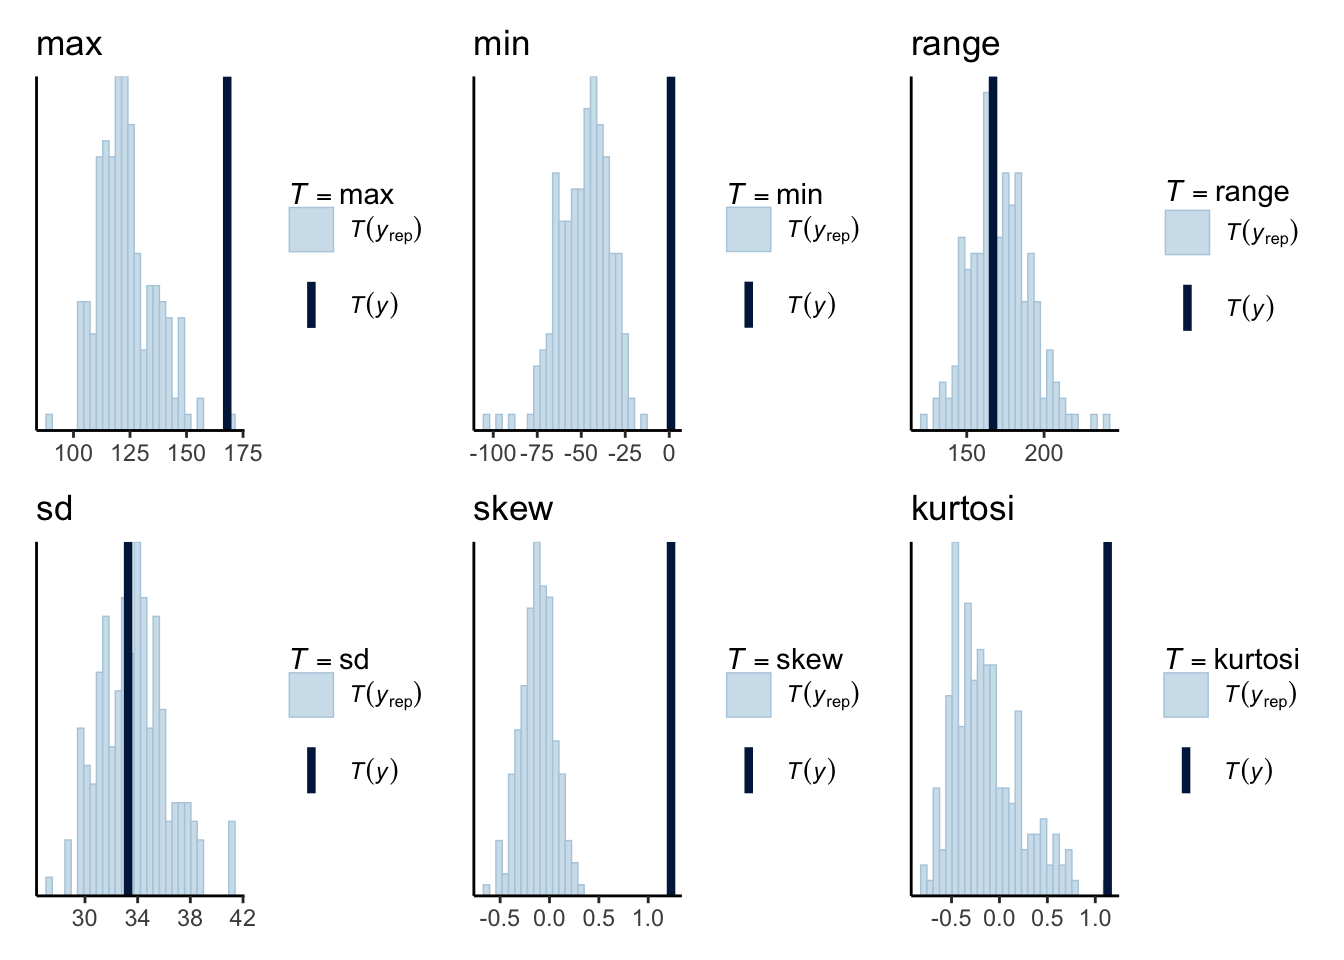 max
T = max
T(yrep)
T(y)
100 125 150 175
min
T = min
T(yrep)
T(y)
-100 -75 -50 -25 0
range
T = range
T(yrep)
T(y)
150 200
sd
T = sd
T(yrep)
T(y)
30 34 38 42
skew
T = skew
T(yrep)
T(y)
-0.5 0.0 0.5 1.0
kurtosi
T = kurtosi
T(yrep)
T(y)
-0.5 0.0 0.5 1.0